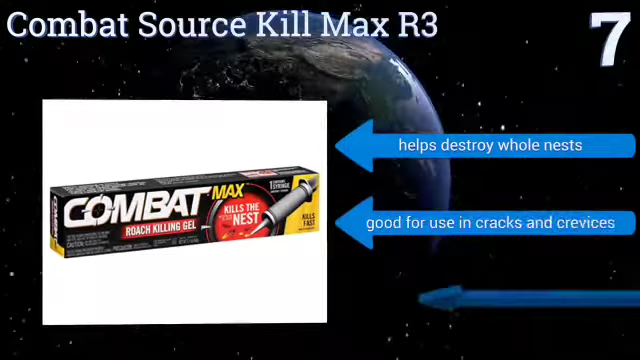 Combat Source Kill Max R3
7
helps destroy whole nests
good for use in cracks and crevices
COMBAT MAX
ROACH KILLING GEL
KILLS THE
NEST
KILLS
FAST